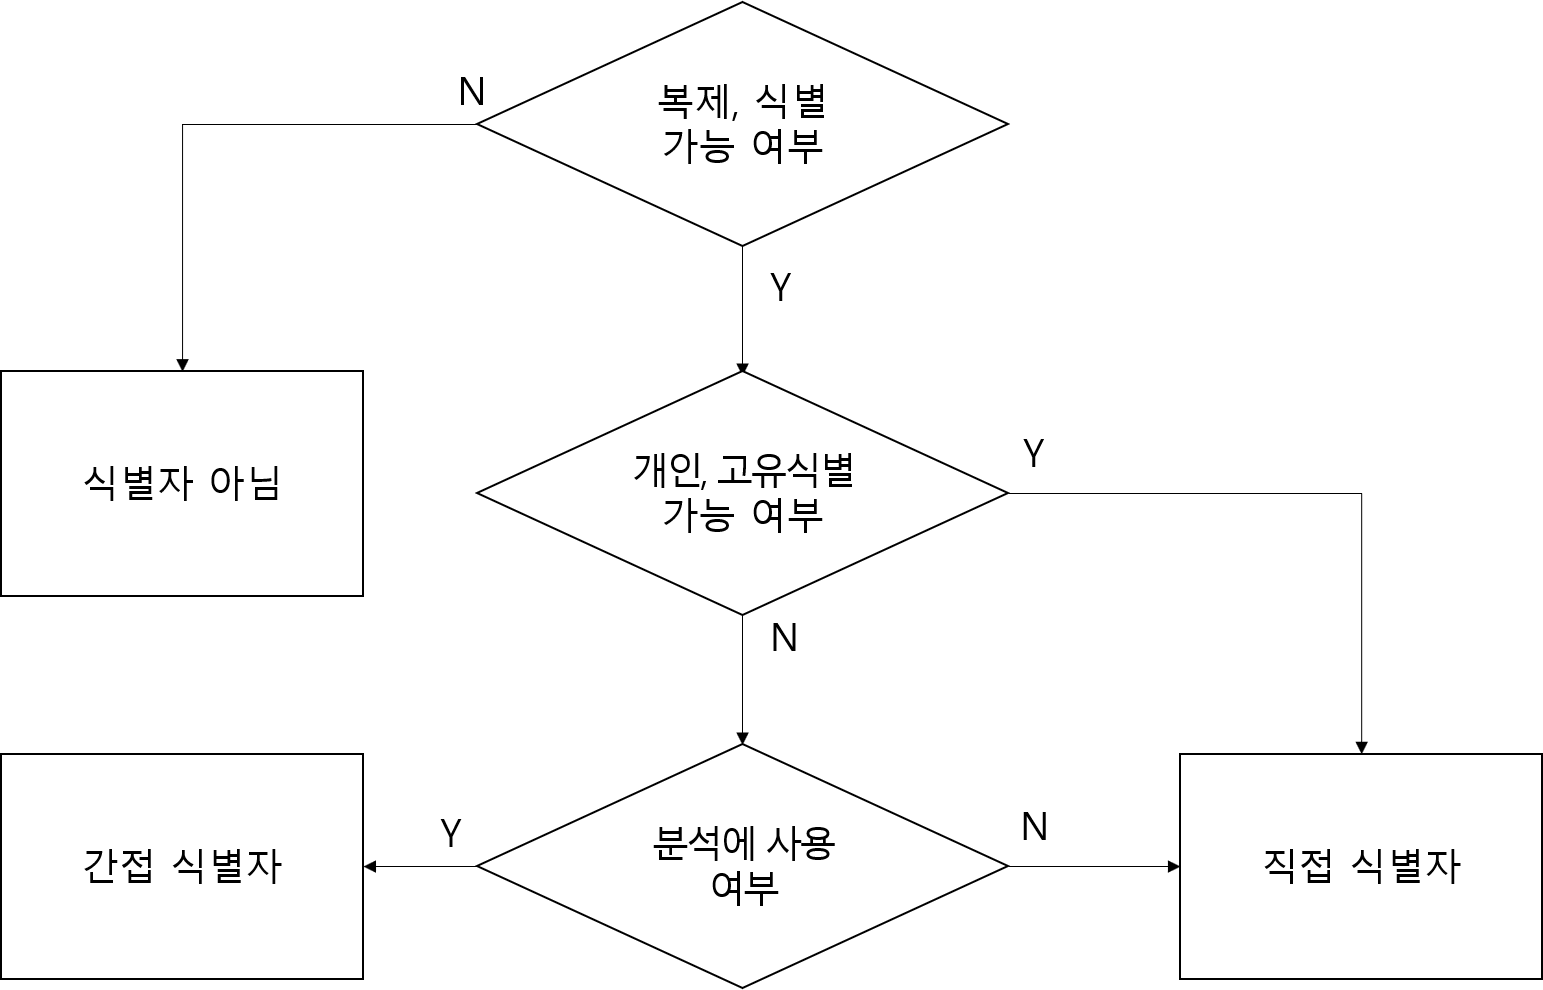 N
복제, 식별
가능 여부
Y
개인, 고유식별
가능 여부
Y
식별자 아님
N
분석에 사용
여부
Y
N
간접 식별자
직접 식별자